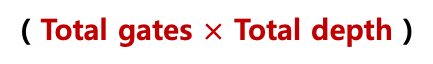 ( Total gates × Total depth )